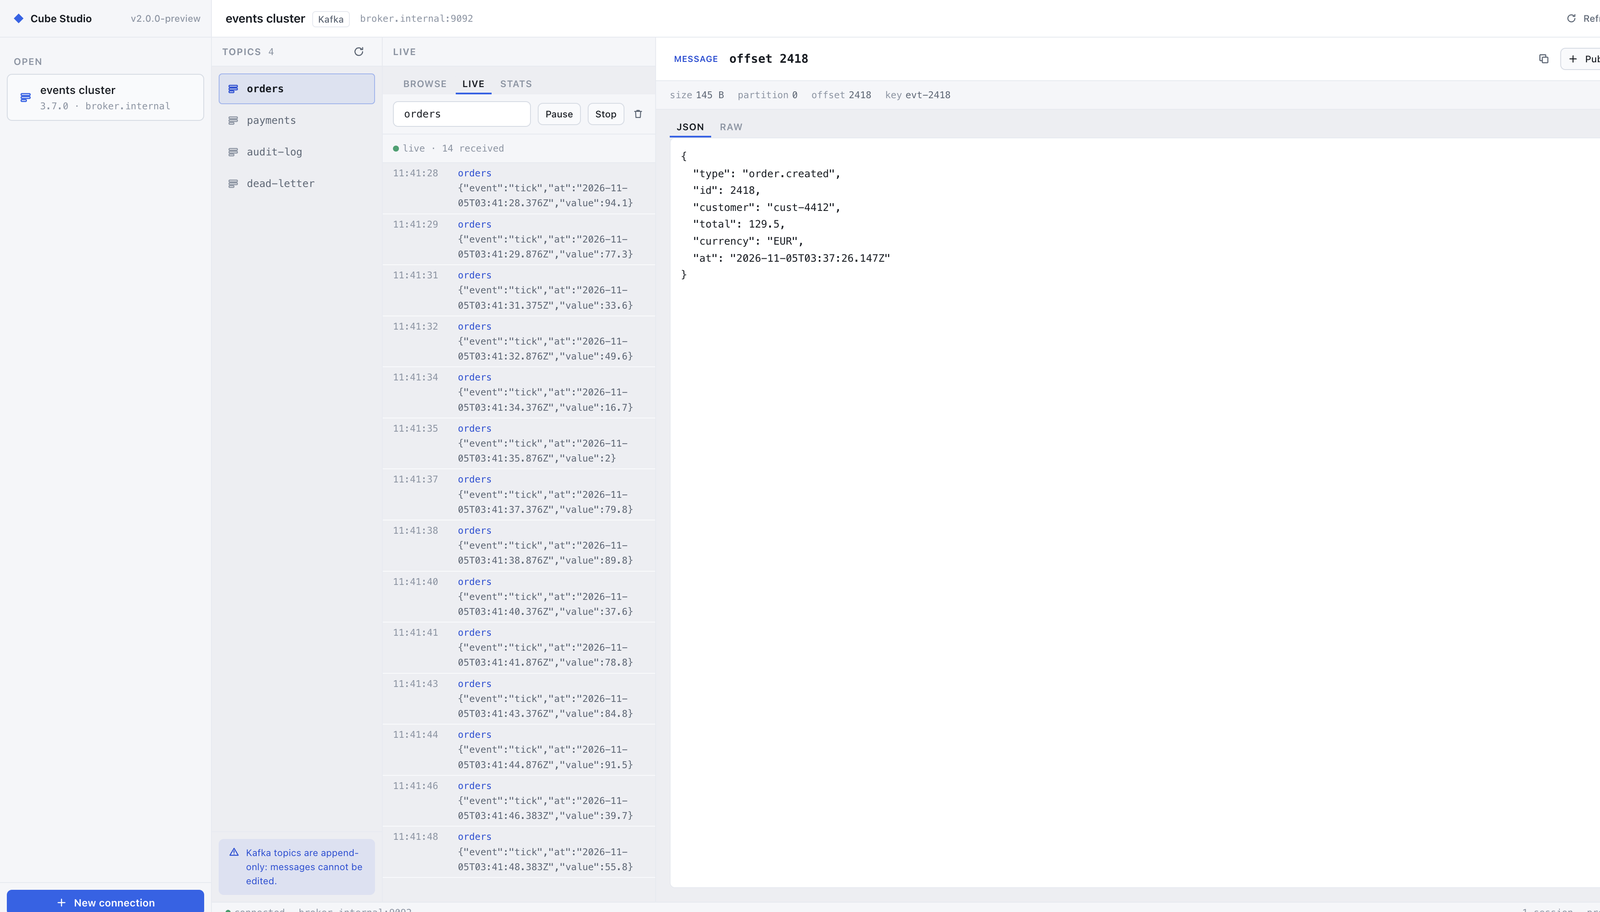 Cube Studio
v2.0.0-preview
events cluster
Kafka
broker.internal:9092
OPEN
events cluster
3.7.0 · broker.internal
New connection
TOPICS 4
orders
payments
audit-log
dead-letter
Kafka topics are append-
only: messages cannot be
edited.
LIVE
BROWSE
LIVE
STATS
orders
Pause
Stop
live · 14 received
11:41:28 orders
{"event":"tick","at":"2026-11-
05T03:41:28.376Z","value":94.1}
11:41:29 orders
{"event":"tick","at":"2026-11-
05T03:41:29.876Z","value":77.3}
11:41:31 orders
{"event":"tick","at":"2026-11-
05T03:41:31.375Z","value":33.6}
11:41:32 orders
{"event":"tick","at":"2026-11-
05T03:41:32.876Z","value":49.6}
11:41:34 orders
{"event":"tick","at":"2026-11-
05T03:41:34.376Z","value":16.7}
11:41:35 orders
{"event":"tick","at":"2026-11-
05T03:41:35.876Z","value":2}
11:41:37 orders
{"event":"tick","at":"2026-11-
05T03:41:37.376Z","value":79.8}
11:41:38 orders
{"event":"tick","at":"2026-11-
05T03:41:38.876Z","value":89.8}
11:41:40 orders
{"event":"tick","at":"2026-11-
05T03:41:40.376Z","value":37.6}
11:41:41 orders
{"event":"tick","at":"2026-11-
05T03:41:41.876Z","value":78.8}
11:41:43 orders
{"event":"tick","at":"2026-11-
05T03:41:43.376Z","value":84.8}
11:41:44 orders
{"event":"tick","at":"2026-11-
05T03:41:44.876Z","value":91.5}
11:41:46 orders
{"event":"tick","at":"2026-11-
05T03:41:46.383Z","value":39.7}
11:41:48 orders
{"event":"tick","at":"2026-11-
05T03:41:48.383Z","value":55.8}
MESSAGE offset 2418
size 145 B partition 0 offset 2418 key evt-2418
JSON
RAW
{
"type": "order.created",
"id": 2418,
"customer": "cust-4412",
"total": 129.5,
"currency": "EUR",
"at": "2026-11-05T03:37:26.147Z"
}